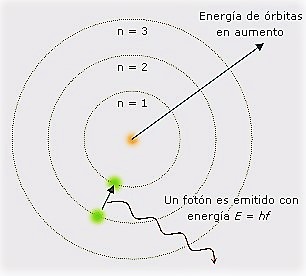 Energía de órbitas
en aumento
n = 3
n = 2
n = 1
Un fotón es emitido con
energía E = hf